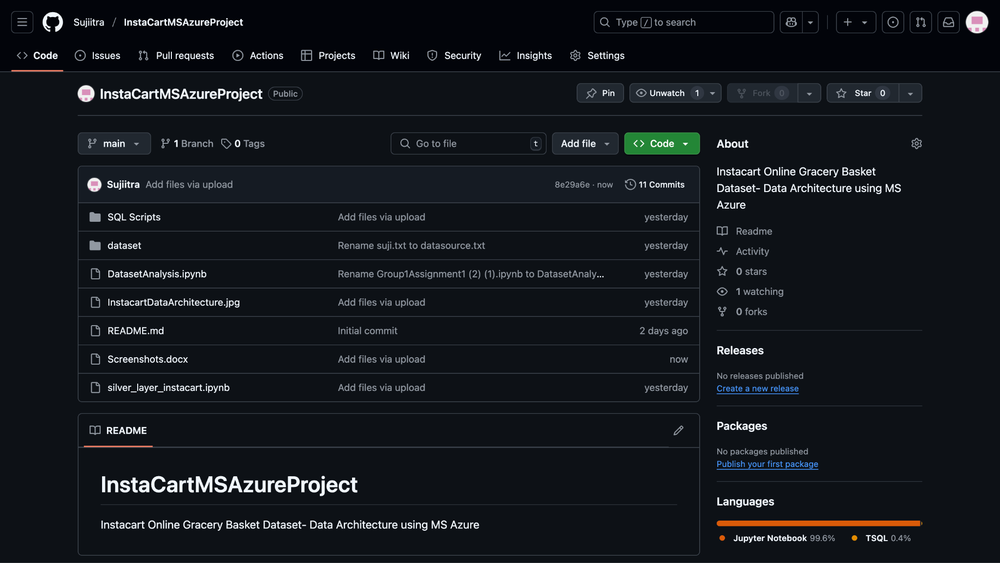 Sujiitra / InstaCartMSAzureProject
Type / to search
Code Issues Pull requests Actions Projects Wiki Security Insights Settings
InstaCartMSAzureProject Public
Pin Unwatch 1 Fork 0 Star 0
main 1 Branch 0 Tags Go to file t Add file Code
Sujiitra Add files via upload 8e29a6e · now 11 Commits
SQL Scripts Add files via upload yesterday
dataset Rename suji.txt to datasource.txt yesterday
DatasetAnalysis.ipynb Rename Group1Assignment1 (2) (1).ipynb to DatasetAnaly... yesterday
InstacartDataArchitecture.jpg Add files via upload yesterday
README.md Initial commit 2 days ago
Screenshots.docx Add files via upload now
silver_layer_instacart.ipynb Add files via upload yesterday
README
InstaCartMSAzureProject
Instacart Online Gracery Basket Dataset- Data Architecture using MS Azure
About
Instacart Online Gracery Basket
Dataset- Data Architecture using MS
Azure
Readme
Activity
0 stars
1 watching
0 forks
Releases
No releases published
Create a new release
Packages
No packages published
Publish your first package
Languages
Jupyter Notebook 99.6% TSQL 0.4%